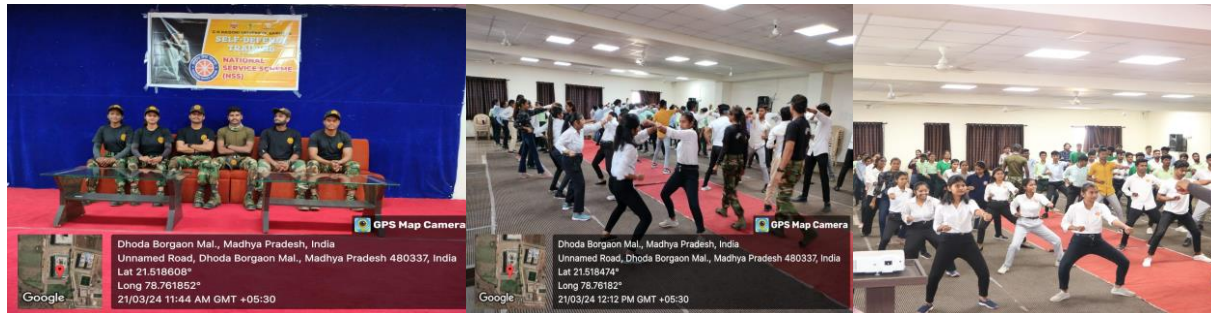 SELF-DEFENSE
TRAINING
NATIONAL
SERVICE SCHEME
(NSS)
GPS Map Camera
Dhoda Borgaon Mal., Madhya Pradesh, India
Unnamed Road, Dhoda Borgaon Mal., Madhya Pradesh 480337, India
Lat 21.518608°
Long 78.761852°
21/03/24 11:44 AM GMT +05:30
Google
GPS Map Camera
Dhoda Borgaon Mal., Madhya Pradesh, India
Unnamed Road, Dhoda Borgaon Mal., Madhya Pradesh 480337, India
Lat 21.518474°
Long 78.76182°
21/03/24 12:12 PM GMT +05:30
Google